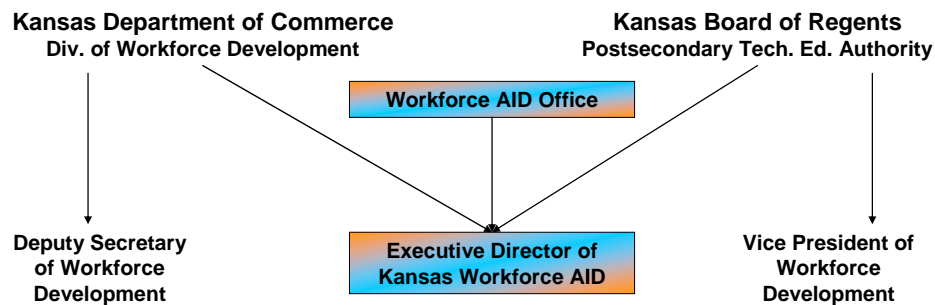 Kansas Department of Commerce
Div. of Workforce Development
Kansas Board of Regents
Postsecondary Tech. Ed. Authority
Workforce AID Office
Deputy Secretary
of Workforce
Development
Executive Director of
Kansas Workforce AID
Vice President of
Workforce
Development